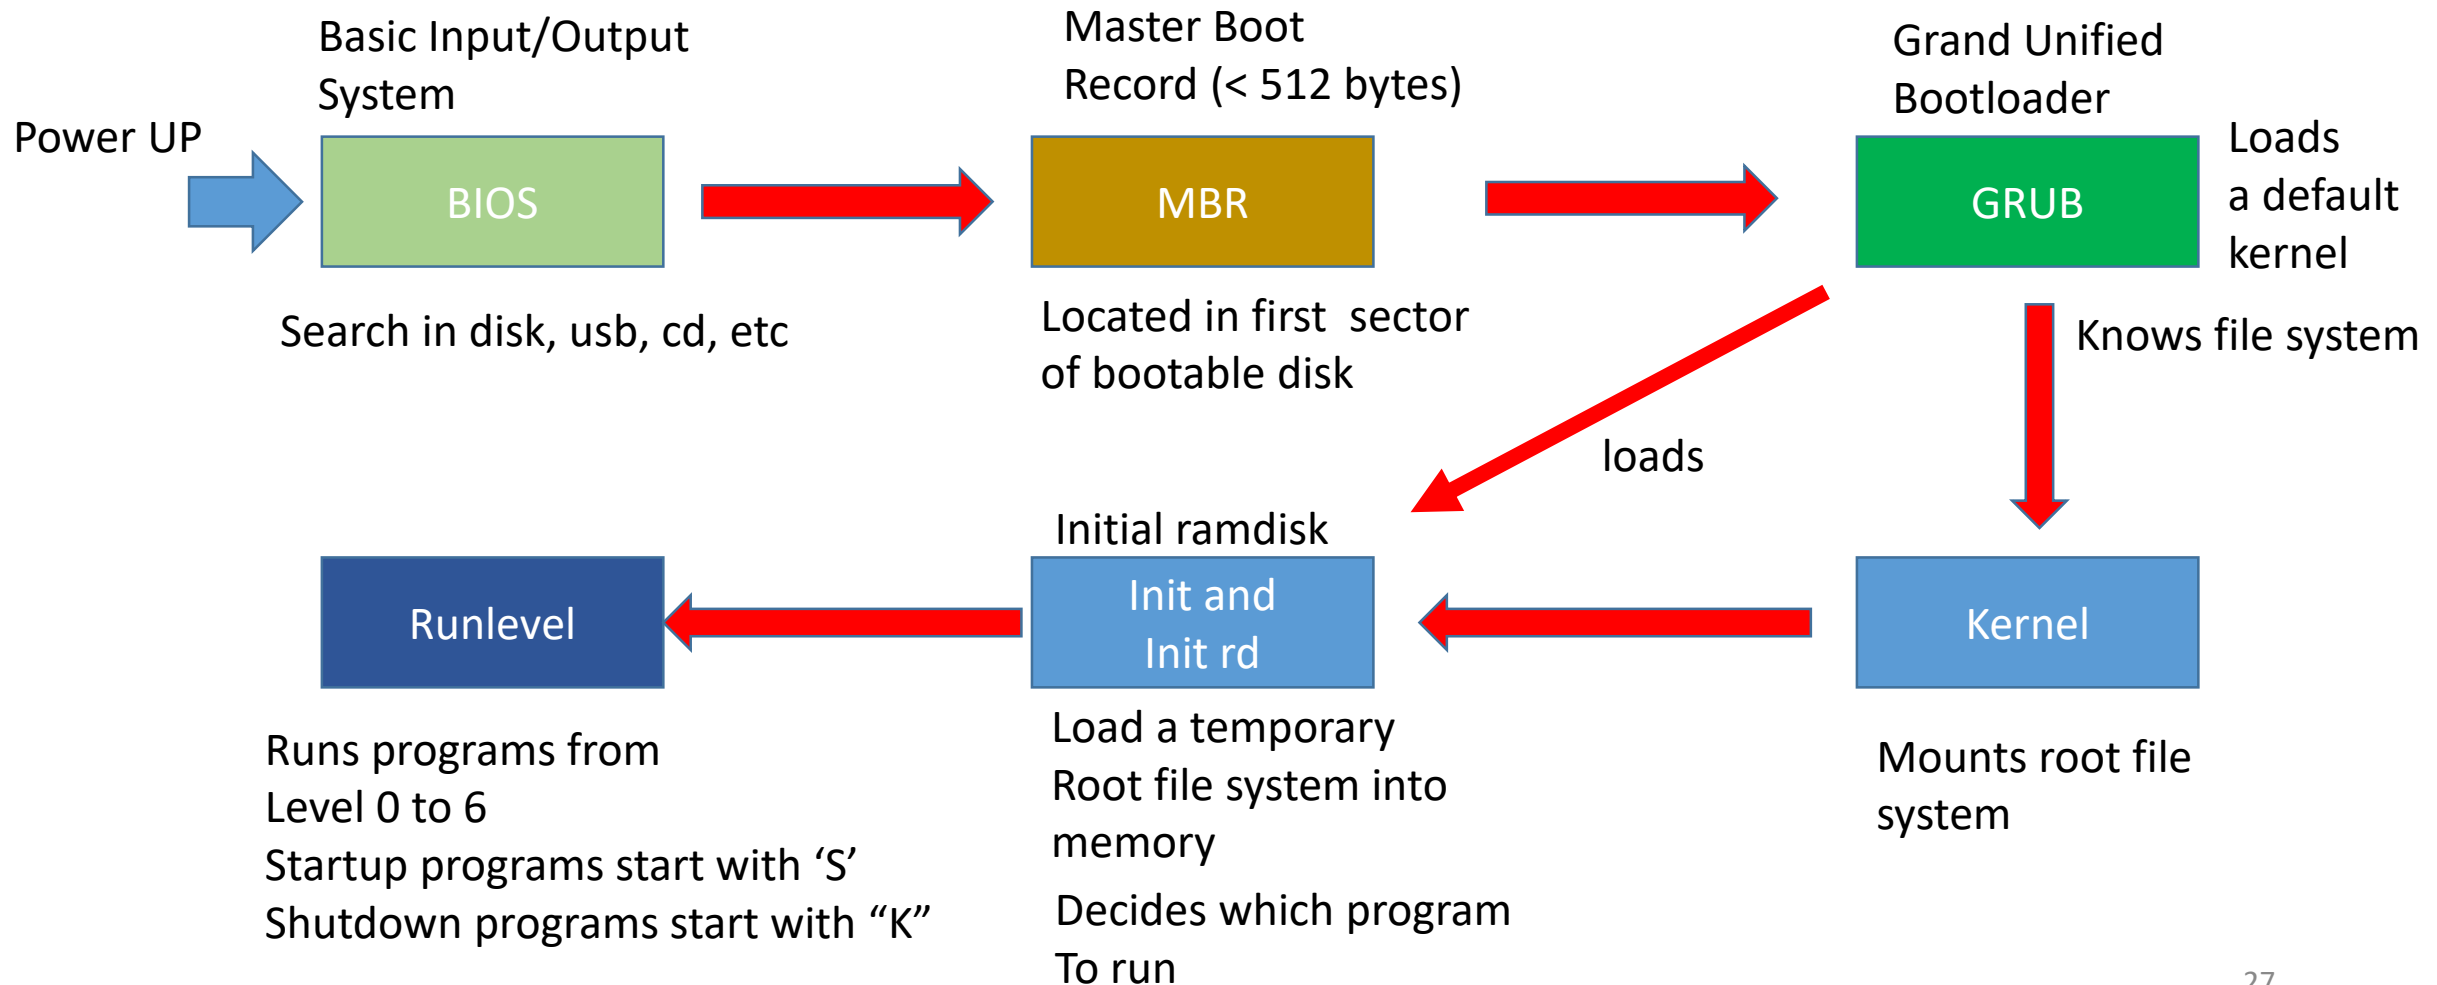 Power UP
Basic Input/Output
System
BIOS
Search in disk, usb, cd, etc
Master Boot
Record (< 512 bytes)
MBR
Located in first  sector
of bootable disk
Grand Unified
Bootloader
GRUB
Loads
a default
kernel
Knows file system
loads
Kernel
Mounts root file
system
Initial ramdisk
Init and
Init rd
Load a temporary
Root file system into
memory
Decides which program
To run
Runlevel
Runs programs from
Level 0 to 6
Startup programs start with ‘S’
Shutdown programs start with “K”
27